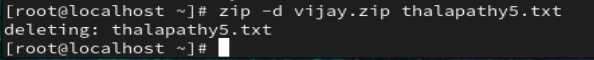 [root@localhost ~]# zip -d vijay.zip thalapathy5.txt
deleting: thalapathy5.txt
[root@localhost ~]#